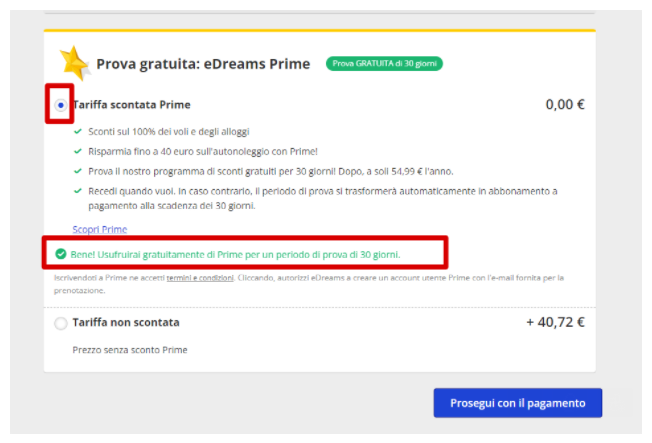 Prova gratuita: eDreams Prime Prova GRATUITA di 30 giorni
Tariffa scontata Prime 0,00 €
Sconti sul 100% dei voli e degli alloggi
Risparmia fino a 40 euro sull'autonoleggio con Prime!
Prova il nostro programma di sconti gratuiti per 30 giorni! Dopo, a soli 54,99 € l'anno.
Recedi quando vuoi. In caso contrario, il periodo di prova si trasformerà automaticamente in abbonamento a
pagamento alla scadenza dei 30 giorni.
Scopri Prime
Bene! Usufruirai gratuitamente di Prime per un periodo di prova di 30 giorni.
Iscrivendoti a Prime ne accetti termini e condizioni. Cliccando, autorizzi eDreams a creare un account utente Prime con l'e-mail fornita per la
prenotazione.
Tariffa non scontata + 40,72 €
Prezzo senza sconto Prime
Prosegui con il pagamento